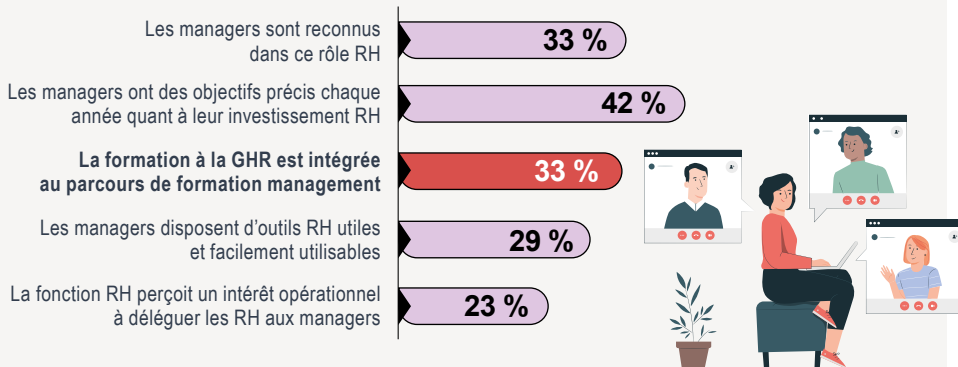 Les managers sont reconnus
dans ce rôle RH
33 %
Les managers ont des objectifs précis chaque
année quant à leur investissement RH
42 %
La formation à la GHR est intégrée
au parcours de formation management
33 %
Les managers disposent d'outils RH utiles
et facilement utilisables
29 %
La fonction RH perçoit un intérêt opérationnel
à déléguer les RH aux managers
23 %